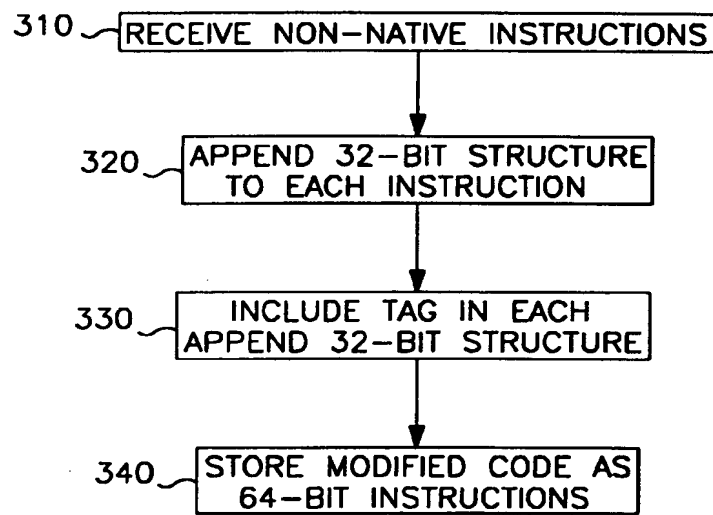 310 RECEIVE NON-NATIVE INSTRUCTIONS
320 APPEND 32-BIT STRUCTURE
TO EACH INSTRUCTION
330 INCLUDE TAG IN EACH
APPEND 32-BIT STRUCTURE
340 STORE MODIFIED CODE AS
64-BIT INSTRUCTIONS